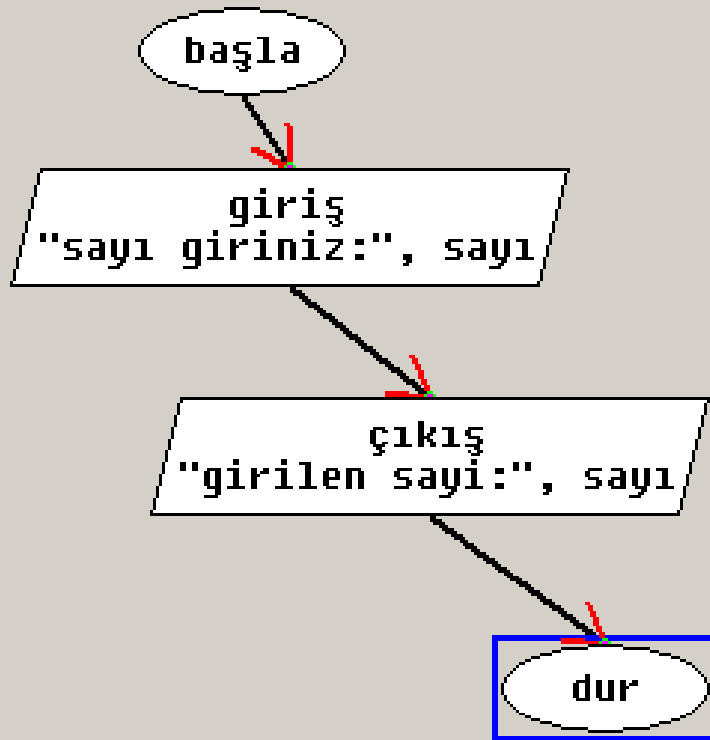 başla
giriş
"sayı giriniz:", sayı
çıkış
"girilen sayi:", sayı
dur